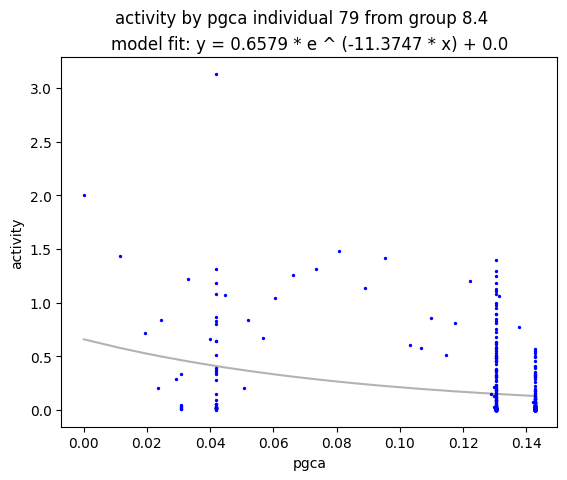 activity by pgca individual 79 from group 8.4
model fit: y = 0.6579 * e ^ (-11.3747 * x) + 0.0
3.0
2.5
2.0
1.5
1.0
0.5
0.0
activity
0.00 0.02 0.04 0.06 0.08 0.10 0.12 0.14
pgca